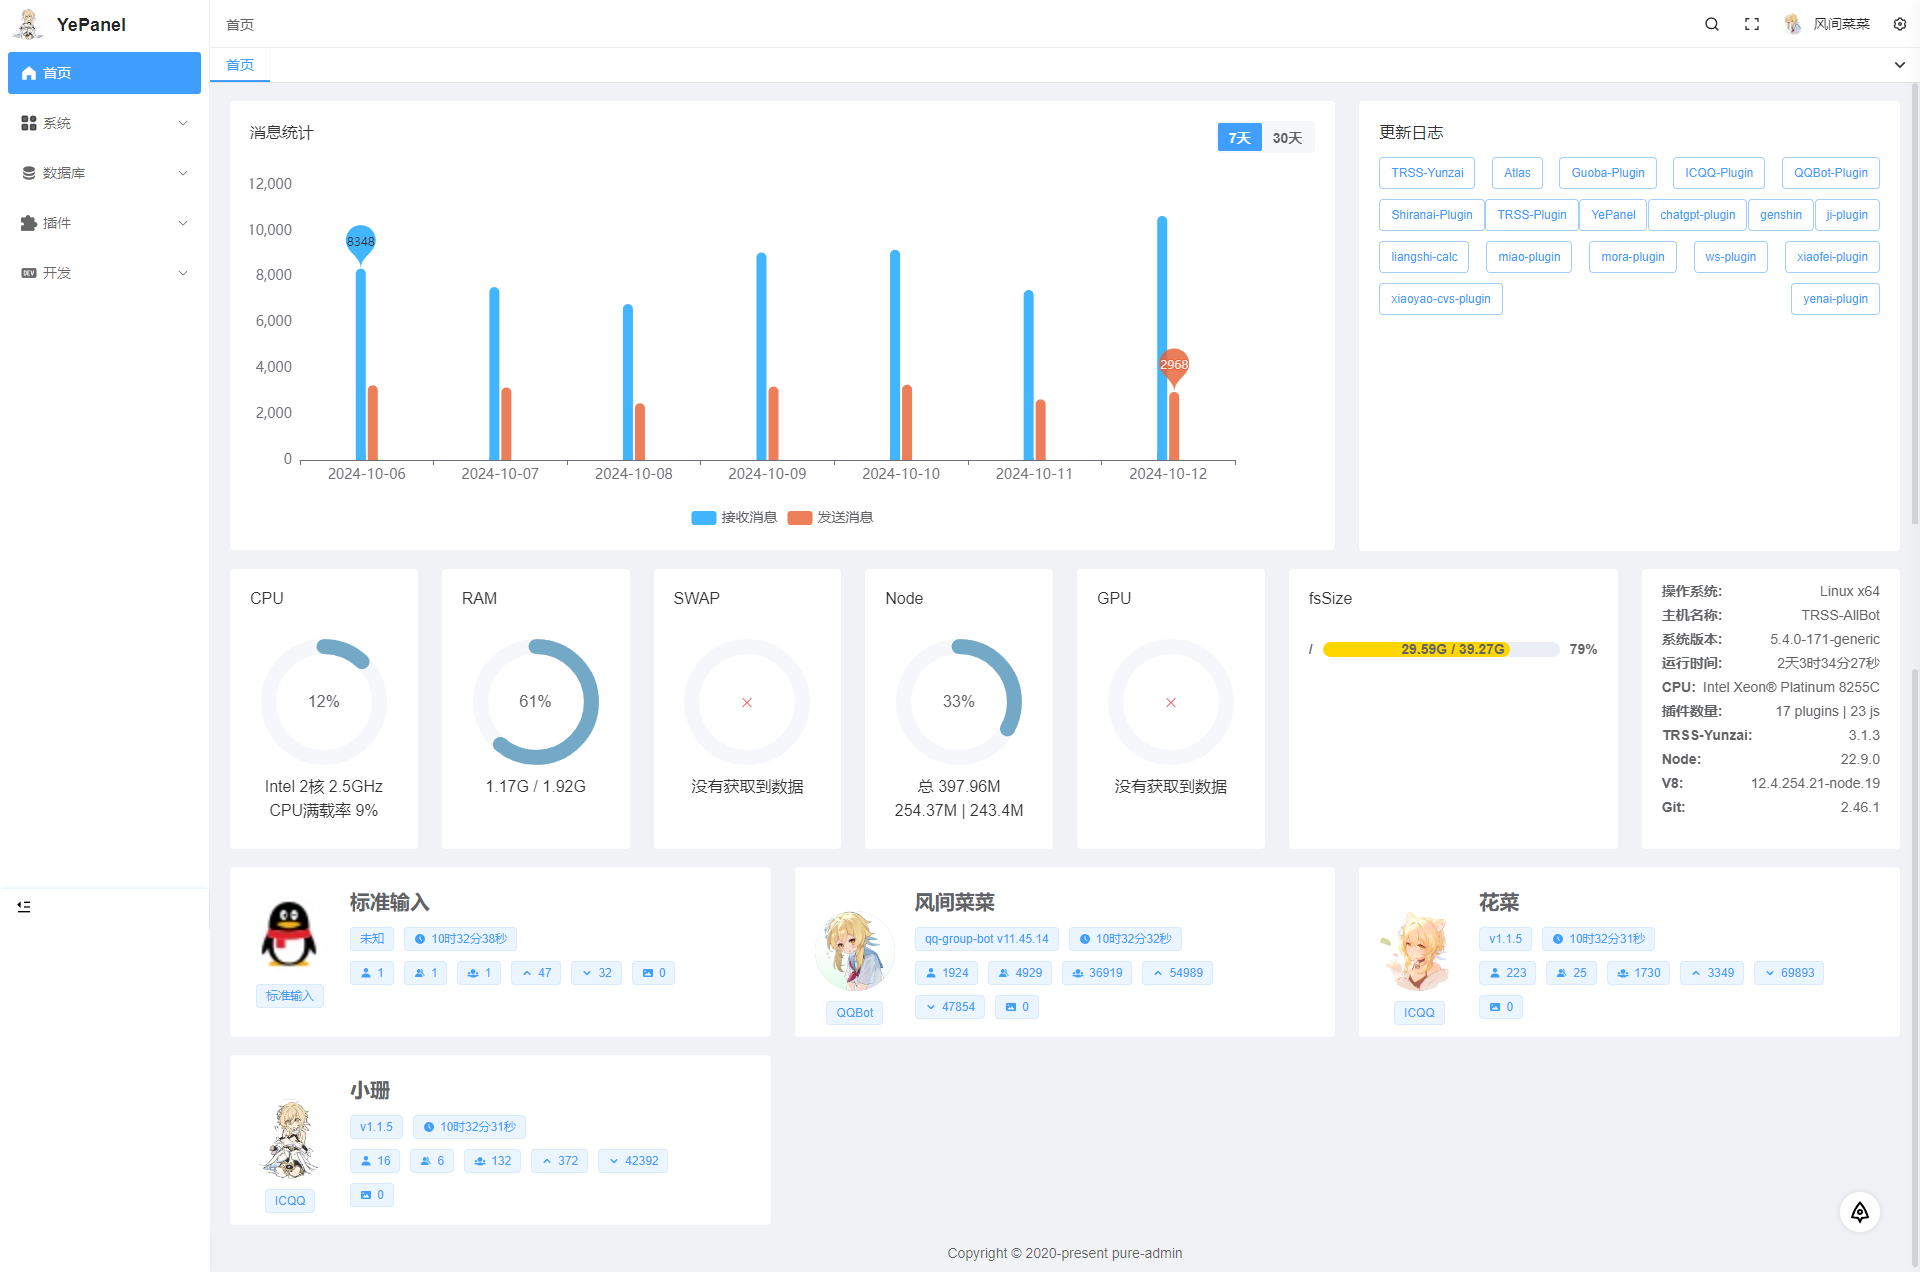 YePanel
首页
系统
数据库
插件
开发
首页
风间菜菜
首页
消息统计
7天 30天
12,000
10,000
8,000
6,000
4,000
2,000
0
8348
2968
2024-10-06 2024-10-07 2024-10-08 2024-10-09 2024-10-10 2024-10-11 2024-10-12
接收消息 发送消息
更新日志
TRSS-Yunzai Atlas Guoba-Plugin ICQQ-Plugin QQBot-Plugin
Shiranai-Plugin TRSS-Plugin YePanel chatgpt-plugin genshin ji-plugin
liangshi-calc miao-plugin mora-plugin ws-plugin xiaofei-plugin
xiaoyao-cvs-plugin yenai-plugin
CPU
12%
Intel 2核 2.5GHz
CPU满载率 9%
RAM
61%
1.17G / 1.92G
SWAP
没有获取到数据
Node
33%
总 397.96M
254.37M | 243.4M
GPU
没有获取到数据
fsSize
/ 29.59G / 39.27G 79%
操作系统: Linux x64
主机名称: TRSS-AllBot
系统版本: 5.4.0-171-generic
运行时间: 2天3时34分27秒
CPU: Intel Xeon® Platinum 8255C
插件数量: 17 plugins | 23 js
TRSS-Yunzai: 3.1.3
Node: 22.9.0
V8: 12.4.254.21-node.19
Git: 2.46.1
标准输入
未知 10时32分38秒
1 1 1 47 32 0
标准输入
风间菜菜
qq-group-bot v11.45.14 10时32分32秒
1924 4929 36919 54989
47854 0
QQBot
花菜
v1.1.5 10时32分31秒
223 25 1730 3349 69893
0
ICQQ
小珊
v1.1.5 10时32分31秒
16 6 132 372 42392
0
ICQQ
Copyright © 2020-present pure-admin